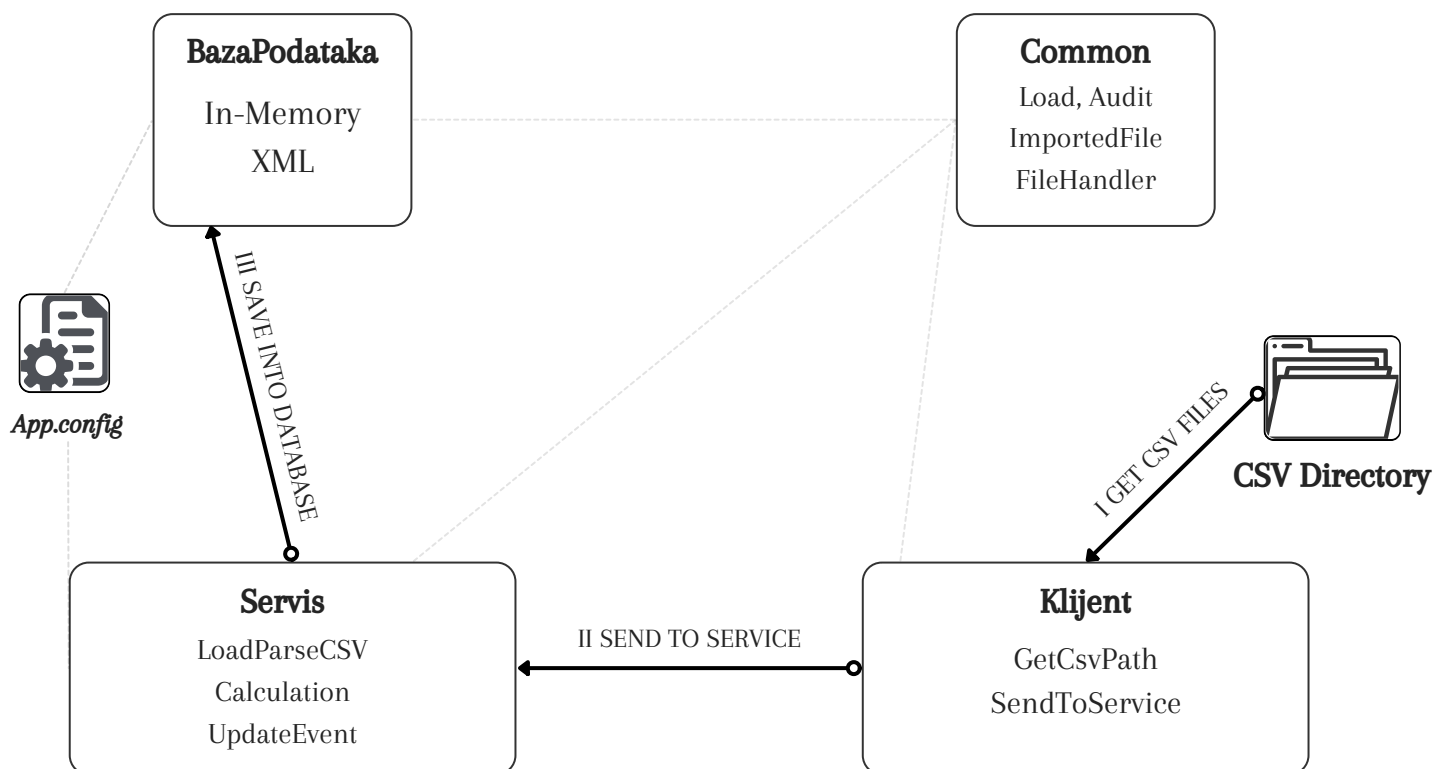 BazaPodataka
In-Memory
XML
Common
Load, Audit
ImportedFile
FileHandler
III SAVE INTO DATABASE
App.config
I GET CSV FILES
CSV Directory
Servis
LoadParseCSV
Calculation
UpdateEvent
II SEND TO SERVICE
Klijent
GetCsvPath
SendToService